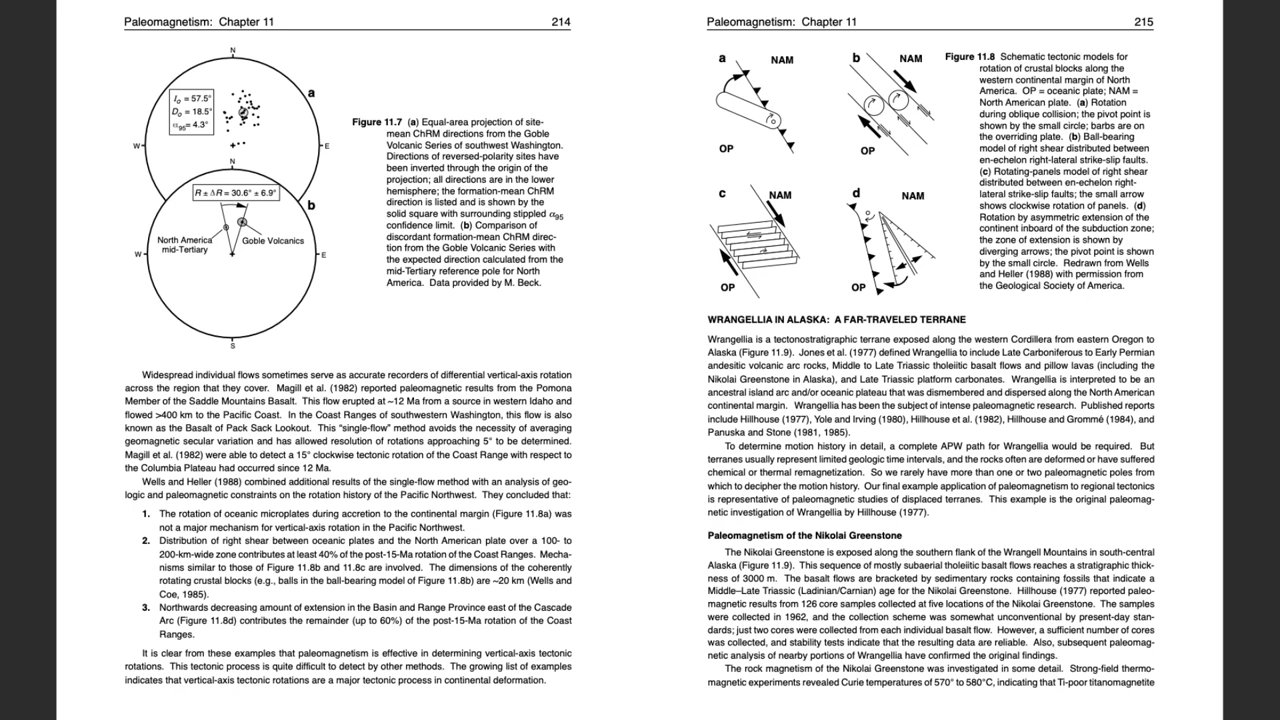 Paleomagnetism: Chapter 11
214
N
I₀ = 57.5°
D₀ = 18.5°
α₉₅= 4.3°
a
W
E
N
R ± ΔR = 30.6° ± 6.9°
b
North America
mid-Tertiary
Goble Volcanics
W
E
S
Figure 11.7 (a) Equal-area projection of site-
mean ChRM directions from the Goble
Volcanic Series of southwest Washington.
Directions of reversed-polarity sites have
been inverted through the origin of the
projection; all directions are in the lower
hemisphere; the formation-mean ChRM
direction is listed and is shown by the
solid square with surrounding stippled α₉₅
confidence limit. (b) Comparison of
discordant formation-mean ChRM direc-
tion from the Goble Volcanic Series with
the expected direction calculated from the
mid-Tertiary reference pole for North
America. Data provided by M. Beck.
Widespread individual flows sometimes serve as accurate recorders of differential vertical-axis rotation
across the region that they cover. Magill et al. (1982) reported paleomagnetic results from the Pomona
Member of the Saddle Mountains Basalt. This flow erupted at ~12 Ma from a source in western Idaho and
flowed >400 km to the Pacific Coast. In the Coast Ranges of southwestern Washington, this flow is also
known as the Basalt of Pack Sack Lookout. This “single-flow” method avoids the necessity of averaging
geomagnetic secular variation and has allowed resolution of rotations approaching 5° to be determined.
Magill et al. (1982) were able to detect a 15° clockwise tectonic rotation of the Coast Range with respect to
the Columbia Plateau had occurred since 12 Ma.
Wells and Heller (1988) combined additional results of the single-flow method with an analysis of geo-
logic and paleomagnetic constraints on the rotation history of the Pacific Northwest. They concluded that:
1. The rotation of oceanic microplates during accretion to the continental margin (Figure 11.8a) was
not a major mechanism for vertical-axis rotation in the Pacific Northwest.
2. Distribution of right shear between oceanic plates and the North American plate over a 100- to
200-km-wide zone contributes at least 40% of the post-15-Ma rotation of the Coast Ranges. Mecha-
nisms similar to those of Figure 11.8b and 11.8c are involved. The dimensions of the coherently
rotating crustal blocks (e.g., balls in the ball-bearing model of Figure 11.8b) are ~20 km (Wells and
Coe, 1985).
3. Northwards decreasing amount of extension in the Basin and Range Province east of the Cascade
Arc (Figure 11.8d) contributes the remainder (up to 60%) of the post-15-Ma rotation of the Coast
Ranges.
It is clear from these examples that paleomagnetism is effective in determining vertical-axis tectonic
rotations. This tectonic process is quite difficult to detect by other methods. The growing list of examples
indicates that vertical-axis tectonic rotations are a major tectonic process in continental deformation.
Paleomagnetism: Chapter 11
215
a
NAM
OP
b
NAM
OP
c
NAM
OP
d
NAM
OP
Figure 11.8 Schematic tectonic models for
rotation of crustal blocks along the
western continental margin of North
America. OP = oceanic plate; NAM =
North American plate. (a) Rotation
during oblique collision; the pivot point is
shown by the small circle; barbs are on
the overriding plate. (b) Ball-bearing
model of right shear distributed between
en-echelon right-lateral strike-slip faults.
(c) Rotating-panels model of right shear
distributed between en-echelon right-
lateral strike-slip faults; the small arrow
shows clockwise rotation of panels. (d)
Rotation by asymmetric extension of the
continent inboard of the subduction zone;
the zone of extension is shown by
diverging arrows; the pivot point is shown
by the small circle. Redrawn from Wells
and Heller (1988) with permission from
the Geological Society of America.
WRANGELLIA IN ALASKA: A FAR-TRAVELED TERRANE
Wrangellia is a tectonostratigraphic terrane exposed along the western Cordillera from eastern Oregon to
Alaska (Figure 11.9). Jones et al. (1977) defined Wrangellia to include Late Carboniferous to Early Permian
andesitic volcanic arc rocks, Middle to Late Triassic tholeiitic basalt flows and pillow lavas (including the
Nikolai Greenstone in Alaska), and Late Triassic platform carbonates. Wrangellia is interpreted to be an
ancestral island arc and/or oceanic plateau that was dismembered and dispersed along the North American
continental margin. Wrangellia has been the subject of intense paleomagnetic research. Published reports
include Hillhouse (1977), Yole and Irving (1980), Hillhouse et al. (1982), Hillhouse and Grommé (1984), and
Panuska and Stone (1981, 1985).
To determine motion history in detail, a complete APW path for Wrangellia would be required. But
terranes usually represent limited geologic time intervals, and the rocks often are deformed or have suffered
chemical or thermal remagnetization. So we rarely have more than one or two paleomagnetic poles from
which to decipher the motion history. Our final example application of paleomagnetism to regional tectonics
is representative of paleomagnetic studies of displaced terranes. This example is the original paleomag-
netic investigation of Wrangellia by Hillhouse (1977).
Paleomagnetism of the Nikolai Greenstone
The Nikolai Greenstone is exposed along the southern flank of the Wrangell Mountains in south-central
Alaska (Figure 11.9). This sequence of mostly subaerial tholeiitic basalt flows reaches a stratigraphic thick-
ness of 3000 m. The basalt flows are bracketed by sedimentary rocks containing fossils that indicate a
Middle–Late Triassic (Ladinian/Carnian) age for the Nikolai Greenstone. Hillhouse (1977) reported paleo-
magnetic results from 126 core samples collected at five locations of the Nikolai Greenstone. The samples
were collected in 1962, and the collection scheme was somewhat unconventional by present-day stan-
dards; just two cores were collected from each individual basalt flow. However, a sufficient number of cores
was collected, and stability tests indicate that the resulting data are reliable. Also, subsequent paleomag-
netic analysis of nearby portions of Wrangellia have confirmed the original findings.
The rock magnetism of the Nikolai Greenstone was investigated in some detail. Strong-field thermo-
magnetic experiments revealed Curie temperatures of 570° to 580°C, indicating that Ti-poor titanomagnetite